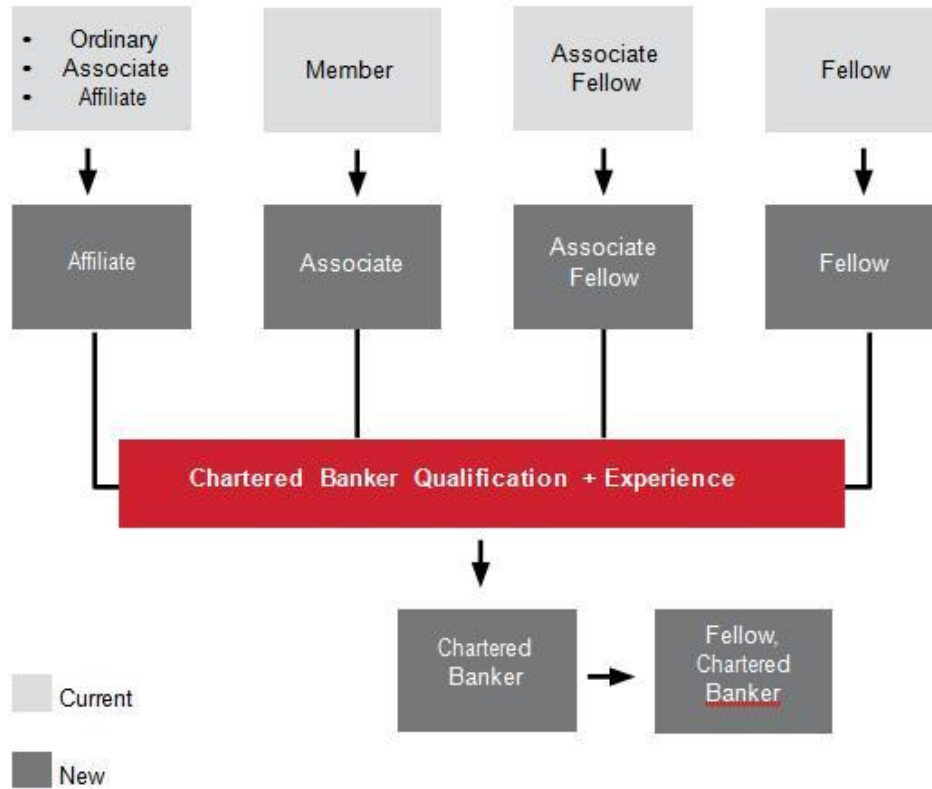 • Ordinary
• Associate
• Affiliate
Member
Associate
Fellow
Fellow
Affiliate
Associate
Associate
Fellow
Fellow
Chartered Banker Qualification + Experience
Chartered
Banker
Fellow,
Chartered
Banker
Current
New